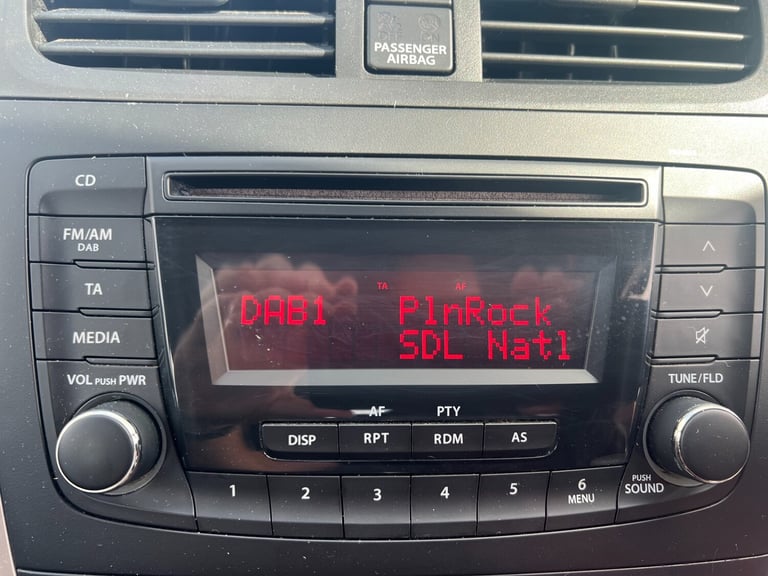 PASSENGER
AIRBAG
CD
FM/AM
DAB
TA
MEDIA
VOL PUSH PWR
TA AF
DAB1 PlnRock
SDL Natl
TUNE/FLD
AF PTY
DISP RPT RDM AS
1 2 3 4 5 6
MENU
PUSH
SOUND